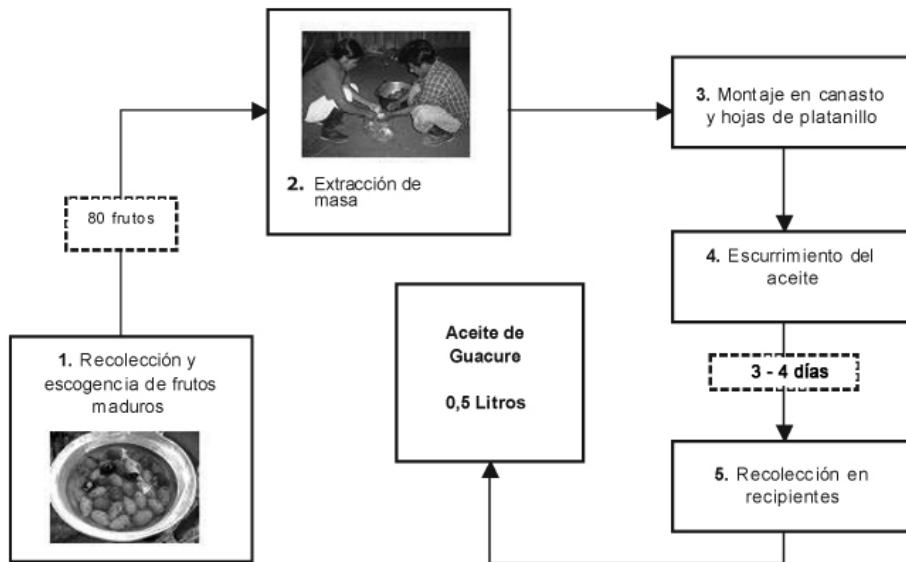 1. Recolección y
escogencia de frutos
maduros
80 frutos
2. Extracción de
masa
3. Montaje en canasto
y hojas de platanillo
4. Escurrimiento del
aceite
3 - 4 días
5. Recolección en
recipientes
Aceite de
Guacure
0,5 Litros